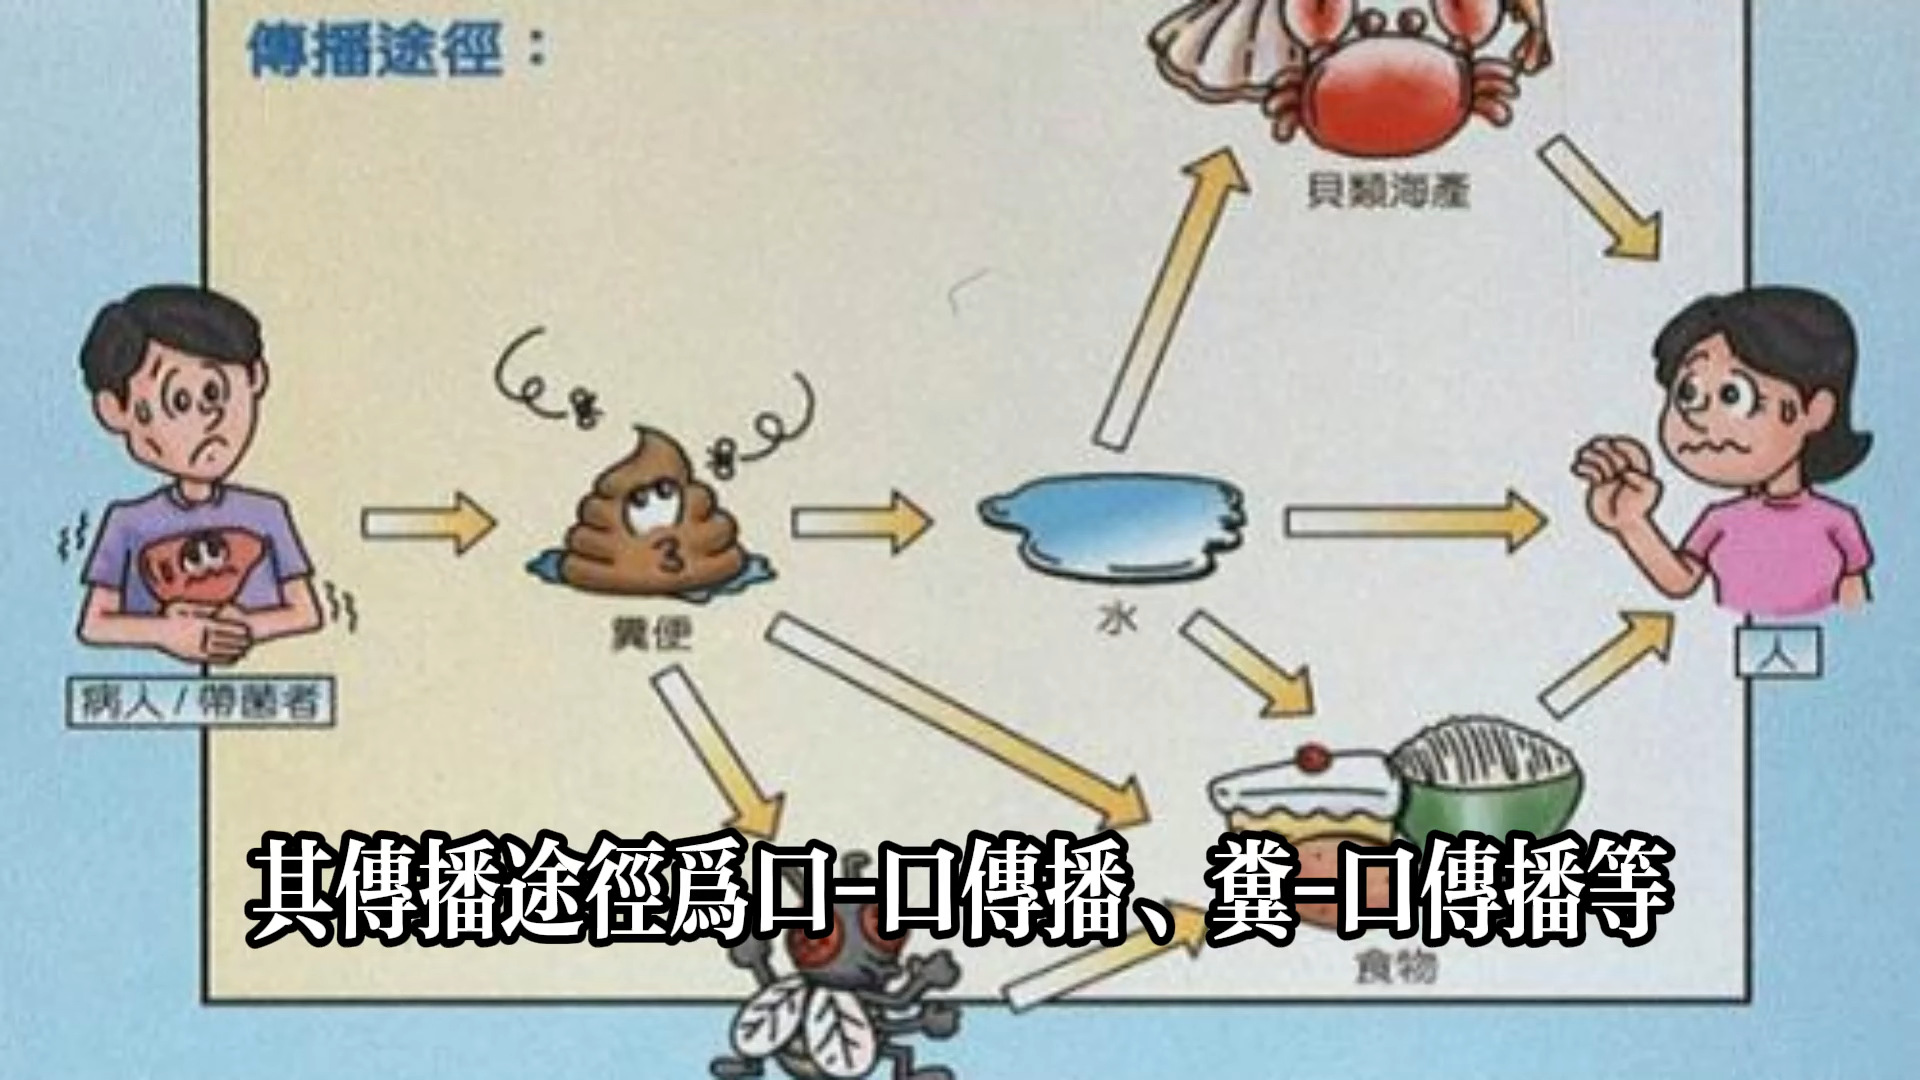 傳播途徑：
貝類海產
糞便
水
人
病人/帶菌者
其傳播途徑爲口-口傳播、糞-口傳播等
食物